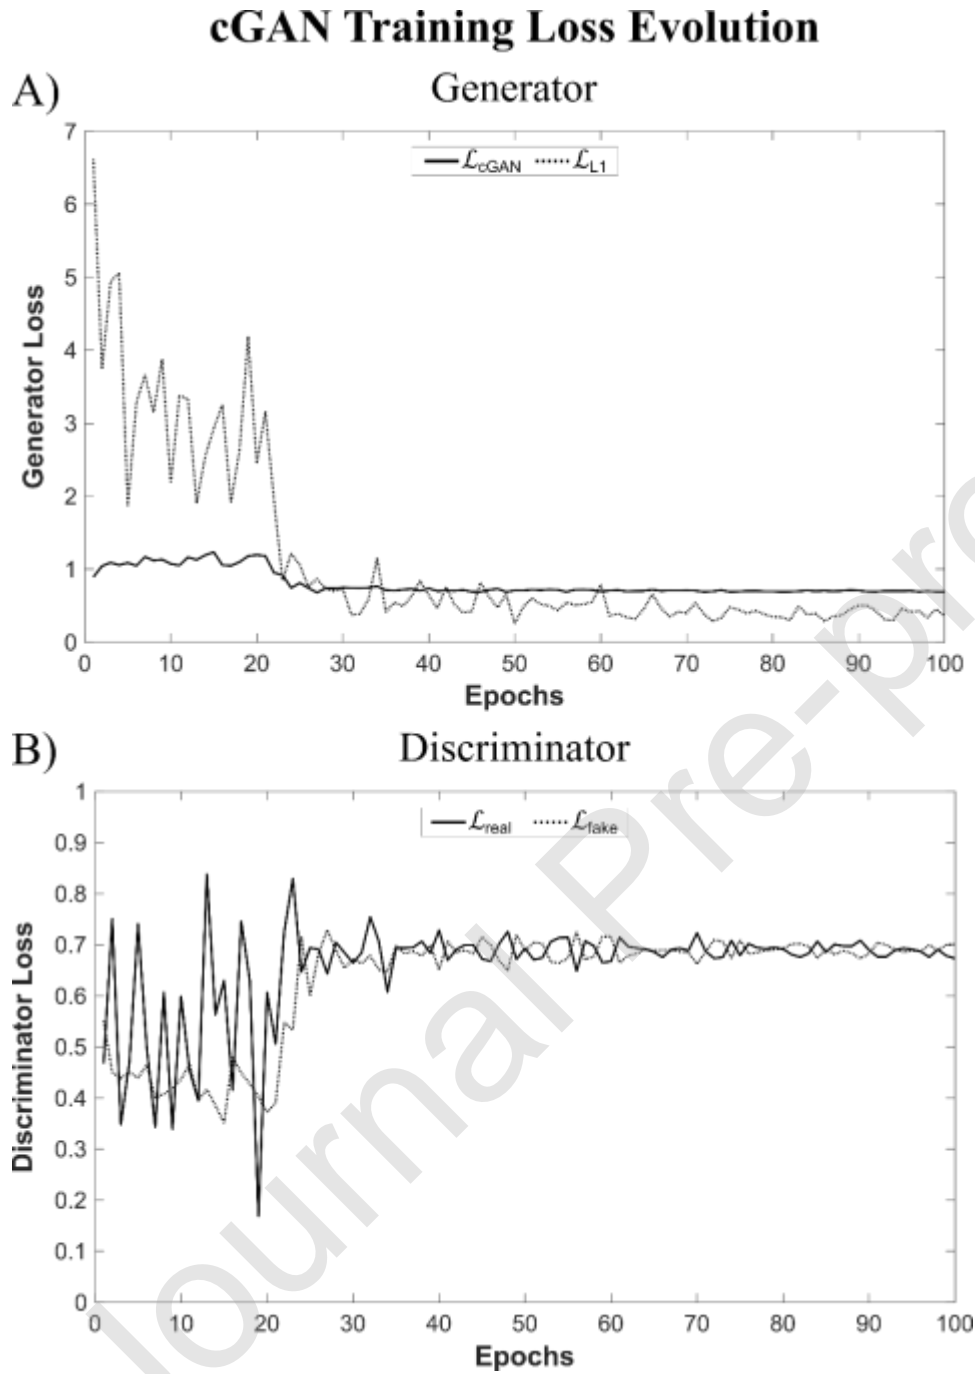 cGAN Training Loss Evolution
A) Generator
7
ℒcGAN ℒL1
6
5
4
3
2
1
0
Generator Loss
0 10 20 30 40 50 60 70 80 90 100
Epochs
B) Discriminator
1
ℒreal ℒfake
0.9
0.8
0.7
0.6
0.5
0.4
0.3
0.2
0.1
0
Discriminator Loss
0 10 20 30 40 50 60 70 80 90 100
Epochs
Journal Pre-pro